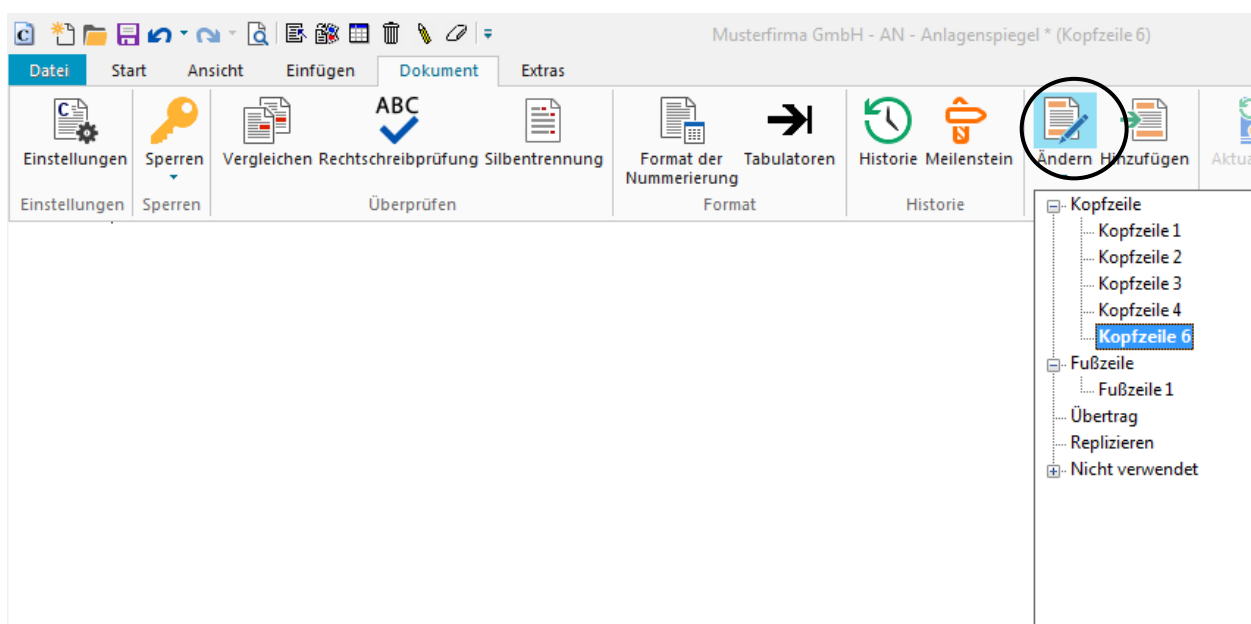 Musterfirma GmbH - AN - Anlagenspiegel * (Kopfzeile 6)
Datei Start Ansicht Einfügen Dokument Extras
Einstellungen Sperren Vergleichen Rechtschreibprüfung Silbentrennung Format der Tabulatoren Historie Meilenstein Ändern Hinzufügen Aktua
Nummerierung
Einstellungen Sperren Überprüfen Format Historie
Kopfzeile
Kopfzeile 1
Kopfzeile 2
Kopfzeile 3
Kopfzeile 4
Kopfzeile 6
Fußzeile
Fußzeile 1
Übertrag
Replizieren
Nicht verwendet